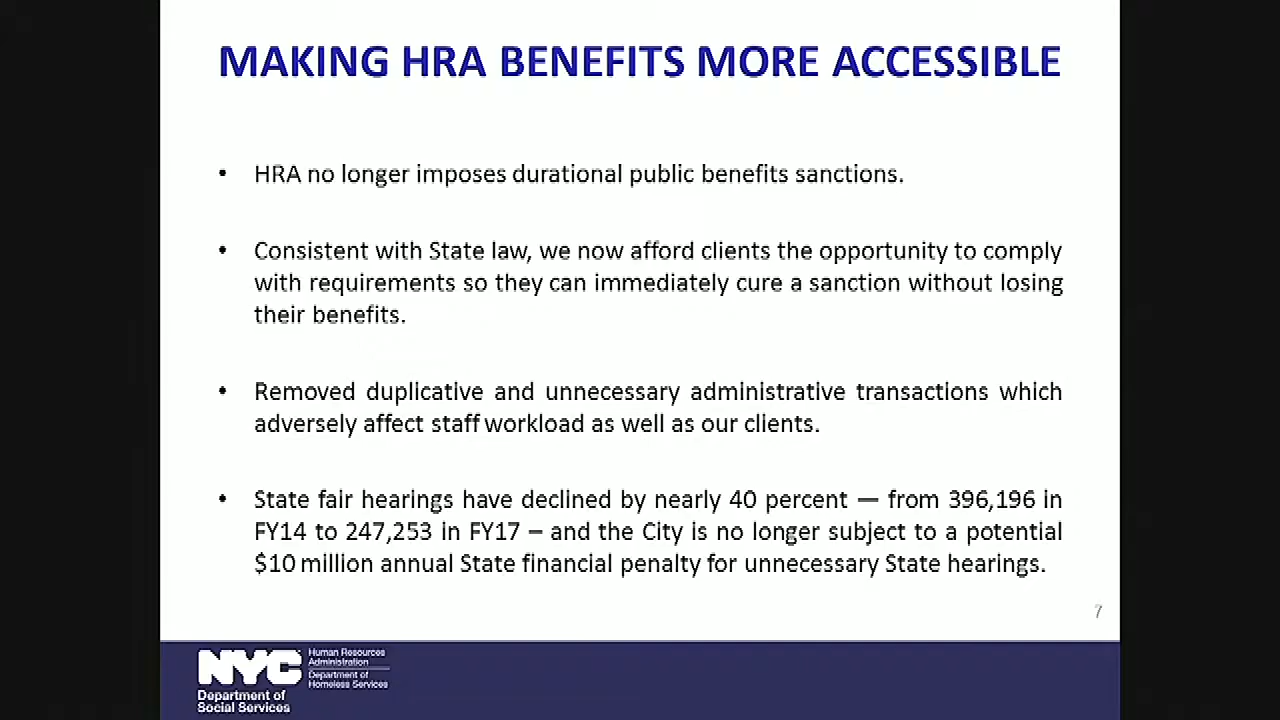 MAKING HRA BENEFITS MORE ACCESSIBLE
• HRA no longer imposes durational public benefits sanctions.
• Consistent with State law, we now afford clients the opportunity to comply
with requirements so they can immediately cure a sanction without losing
their benefits.
• Removed duplicative and unnecessary administrative transactions which
adversely affect staff workload as well as our clients.
• State fair hearings have declined by nearly 40 percent — from 396,196 in
FY14 to 247,253 in FY17 – and the City is no longer subject to a potential
$10 million annual State financial penalty for unnecessary State hearings.
7
NYC
Department of
Social Services
Human Resources
Administration
Department of
Homeless Services